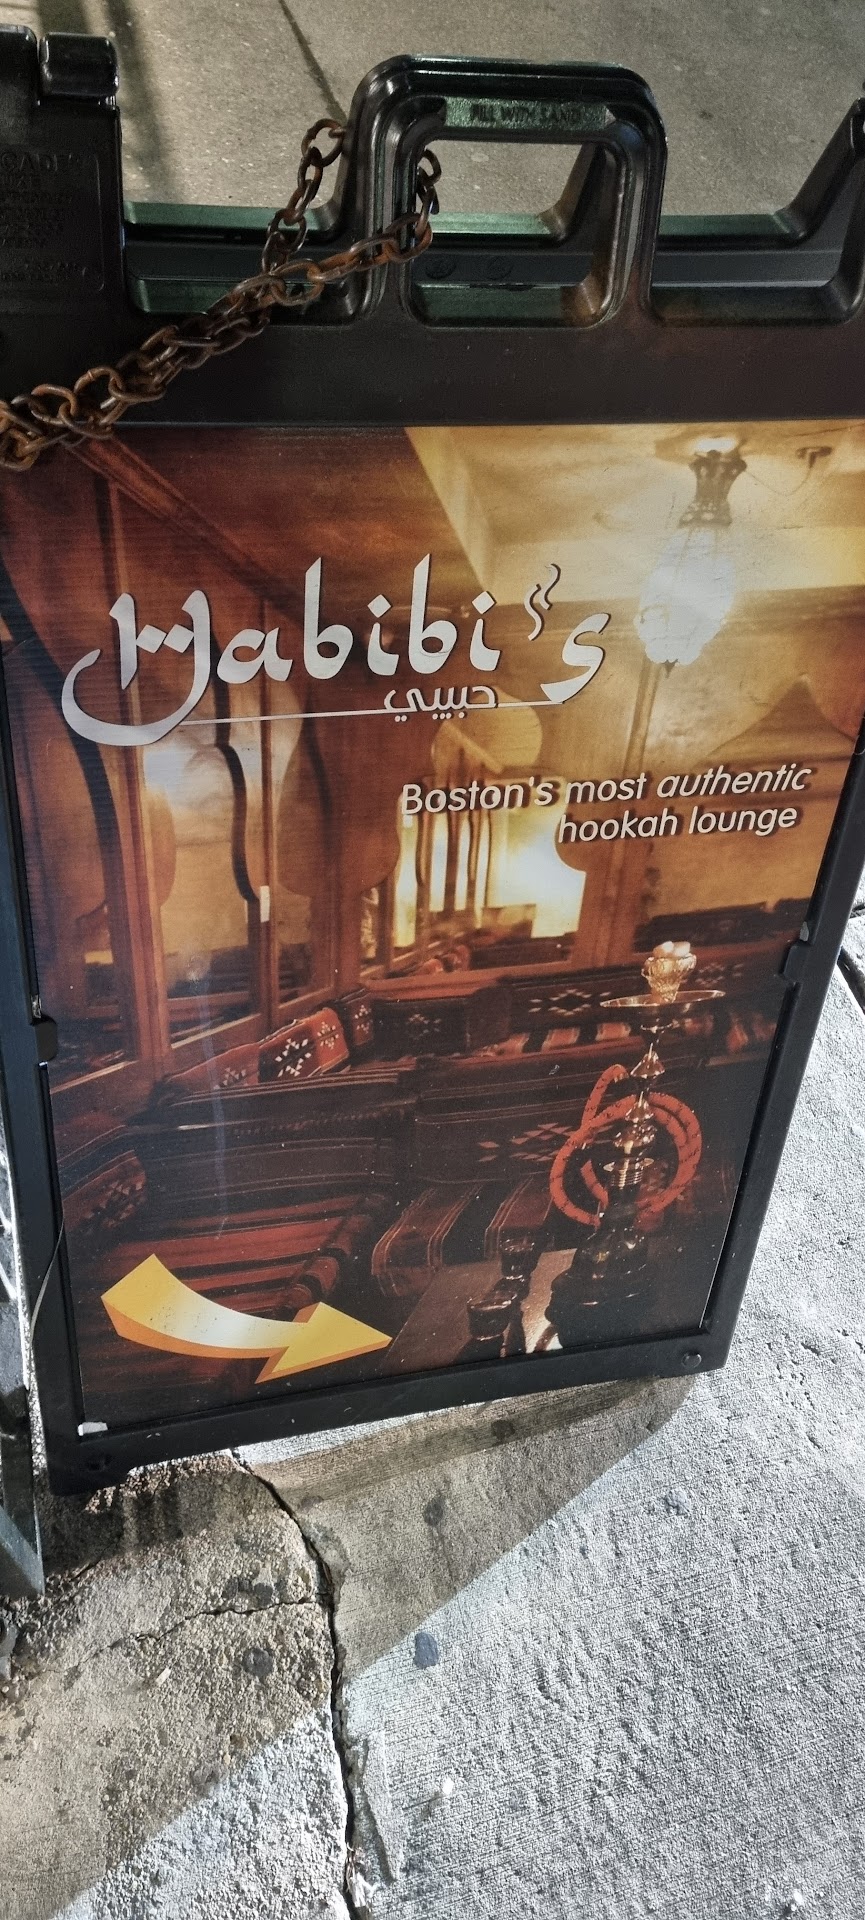 FILL WITH SAND
Habibi's
حبيبي
Boston's most authentic
hookah lounge